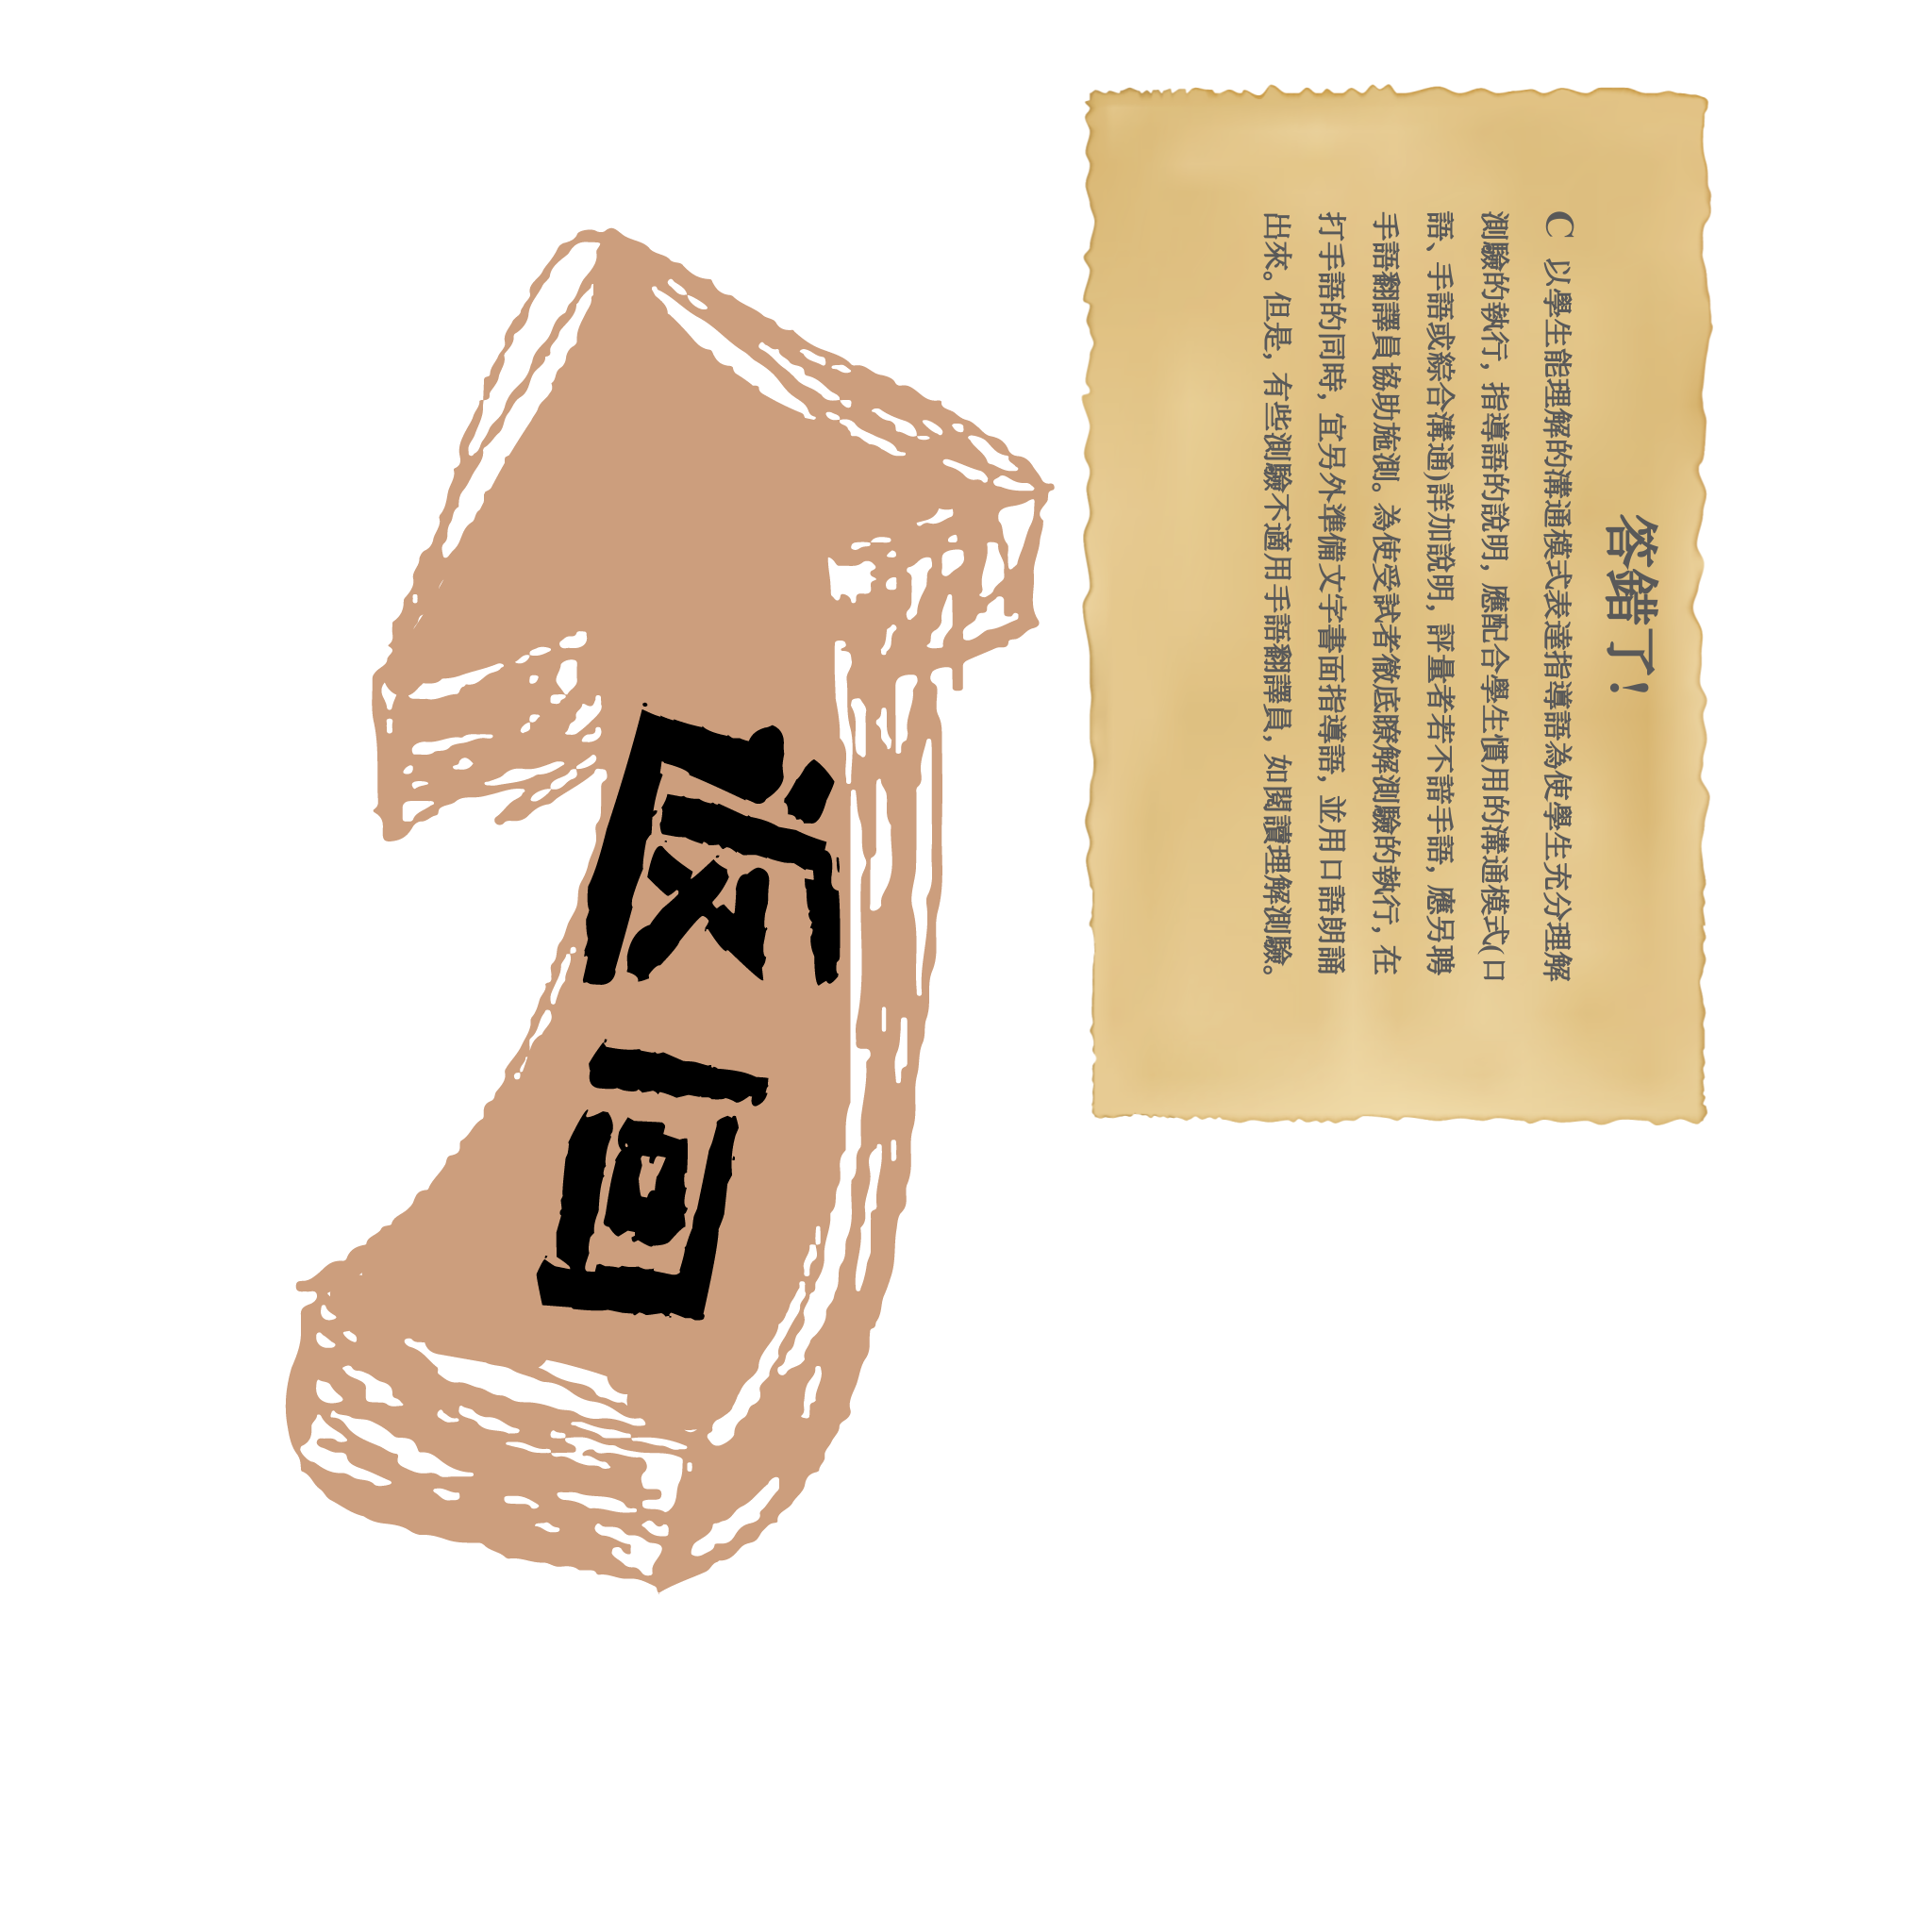 答錯了!
C 以學生能理解的溝通模式表達指導語為使學生充分理解
測驗的執行, 指導語的說明, 應配合學生慣用的溝通模式(口
語、手語或綜合溝通)詳加說明, 評量者若不諳手語, 應另聘
手語翻譯員協助施測。為使受試者徹底瞭解測驗的執行, 在
打手語的同時, 宜另外準備文字書面指導語, 並用口語朗誦
出來。但是, 有些測驗不適用手語翻譯員, 如閱讀理解測驗。
返回